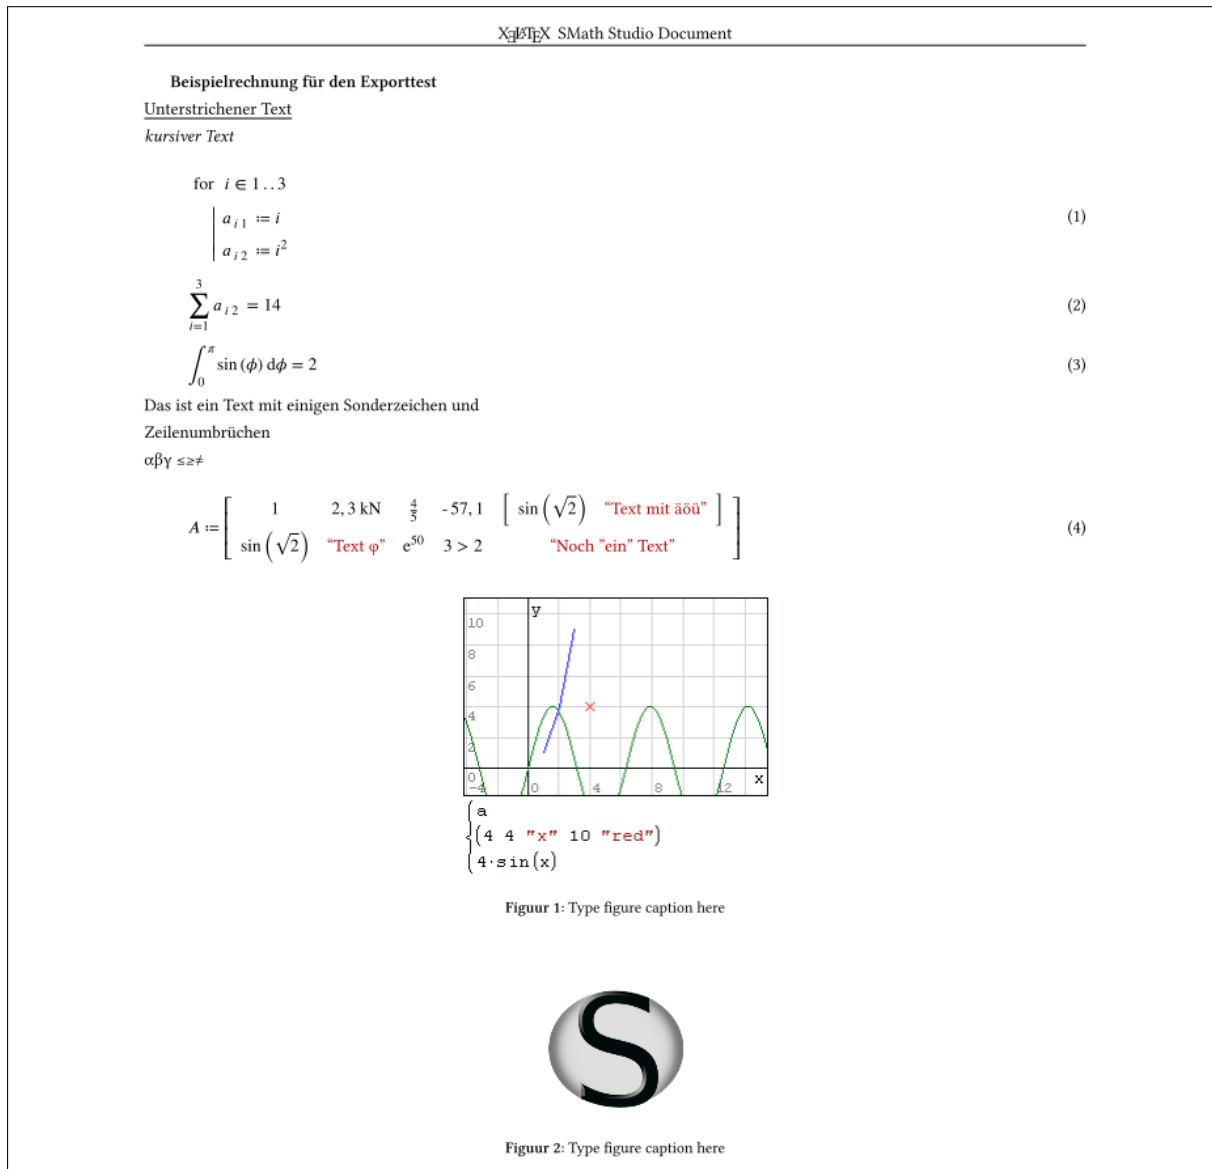 XƎLATEX SMath Studio Document
Beispielrechnung für den Exporttest
Unterstrichener Text
kursiver Text
for i ∈ 1 . . 3
a i 1 ≔ i
a i 2 ≔ i²
(1)
3
∑ a i 2 = 14
i=1
(2)
∫₀^π sin (ϕ) dϕ = 2
(3)
Das ist ein Text mit einigen Sonderzeichen und
Zeilenumbrüchen
αβγ ≤≥≠
A ≔ [ 1 2, 3 kN 4/5 - 57, 1 [ sin (√2) “Text mit äöü” ]
sin (√2) “Text φ” e⁵⁰ 3 > 2 “Noch ”ein” Text” ]
(4)
y
10
8
6
4
2
0
-4 0 4 8 12
x
a
(4 4 "x" 10 "red")
4·sin(x)
Figuur 1: Type figure caption here
S
Figuur 2: Type figure caption here